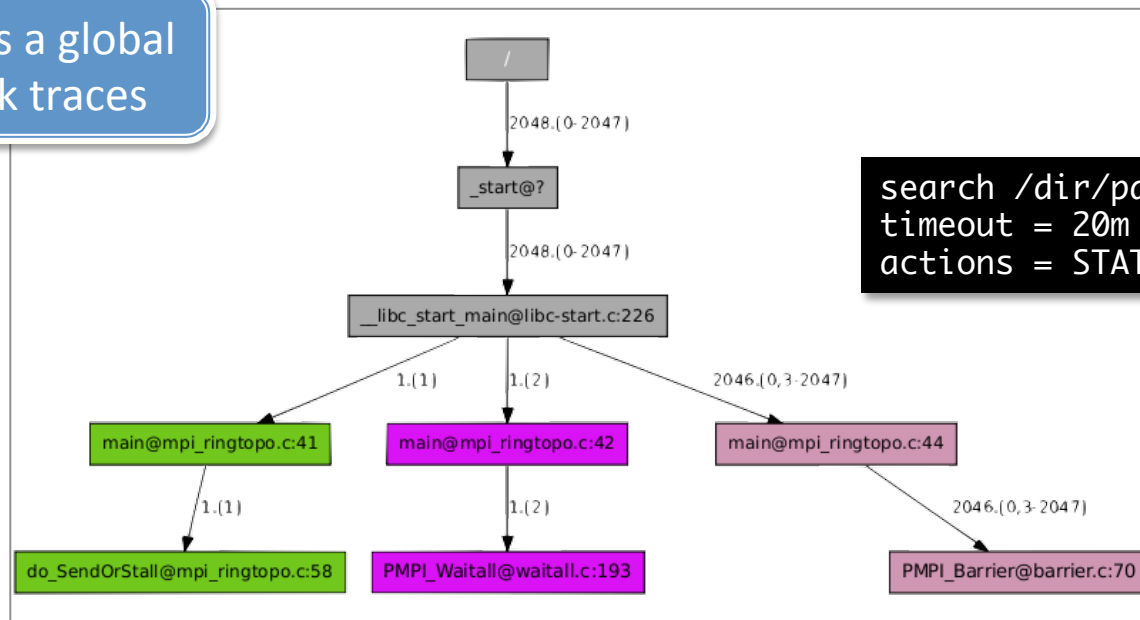 s a global
k traces
/
2048.(0-2047)
_start@?
2048.(0-2047)
search /dir/pa
timeout = 20m
actions = STAT
__libc_start_main@libc-start.c:226
1.(1) 1.(2) 2046.(0,3-2047)
main@mpi_ringtopo.c:41 main@mpi_ringtopo.c:42 main@mpi_ringtopo.c:44
1.(1) 1.(2) 2046.(0,3-2047)
do_SendOrStall@mpi_ringtopo.c:58 PMPI_Waitall@waitall.c:193 PMPI_Barrier@barrier.c:70